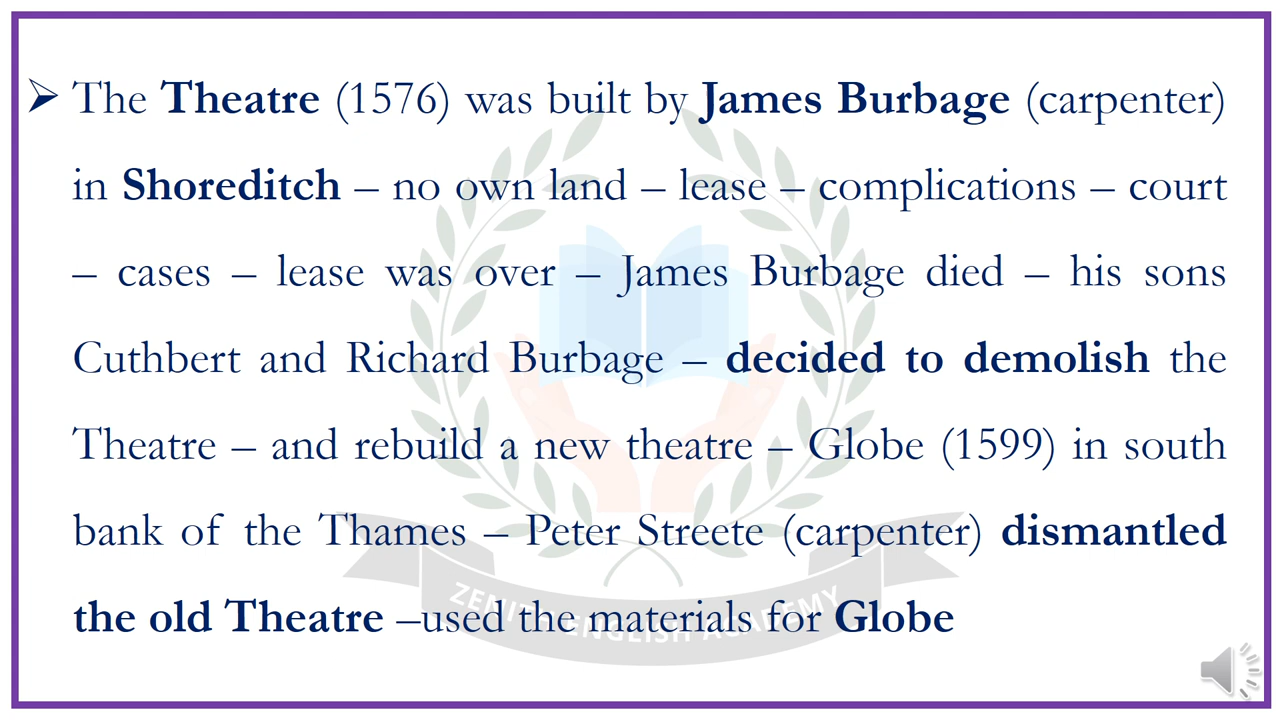 ➢ The Theatre (1576) was built by James Burbage (carpenter)
in Shoreditch – no own land – lease – complications – court
– cases – lease was over – James Burbage died – his sons
Cuthbert and Richard Burbage – decided to demolish the
Theatre – and rebuild a new theatre – Globe (1599) in south
bank of the Thames – Peter Streete (carpenter) dismantled
the old Theatre –used the materials for Globe
ZENITH ENGLISH ACADEMY